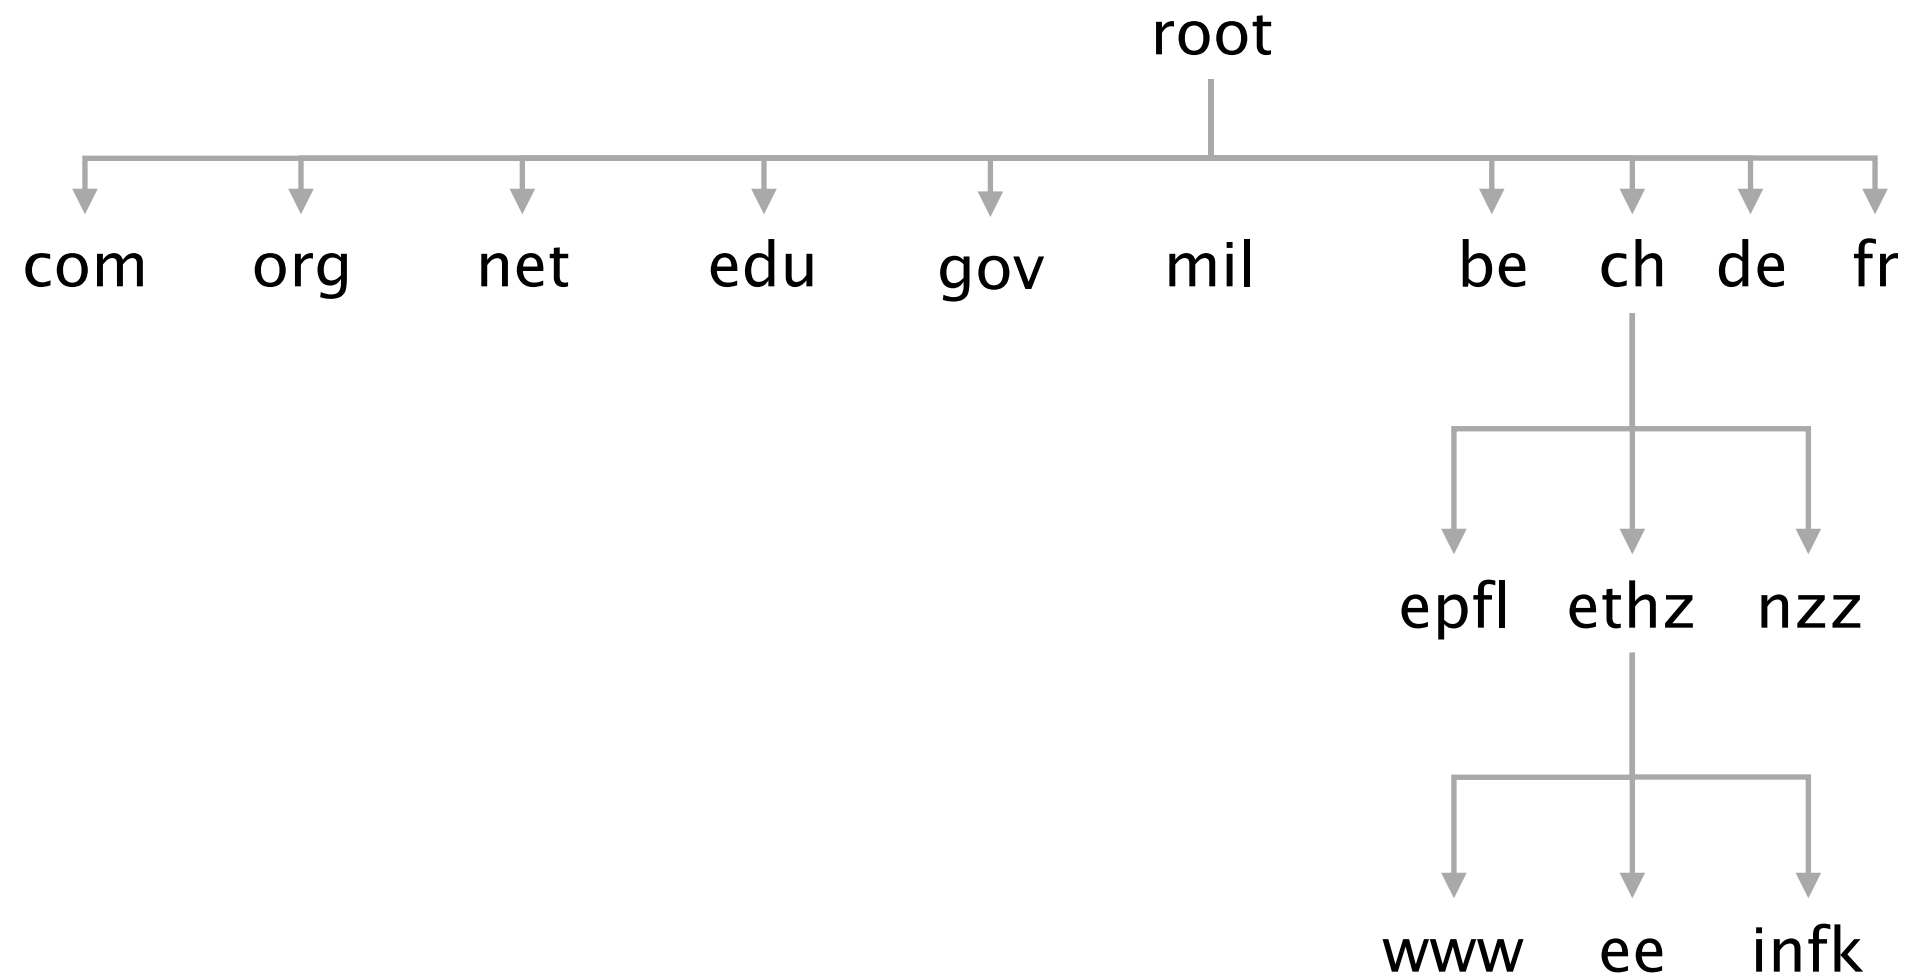 root
com org net edu gov mil be ch de fr
epfl ethz nzz
www ee infk